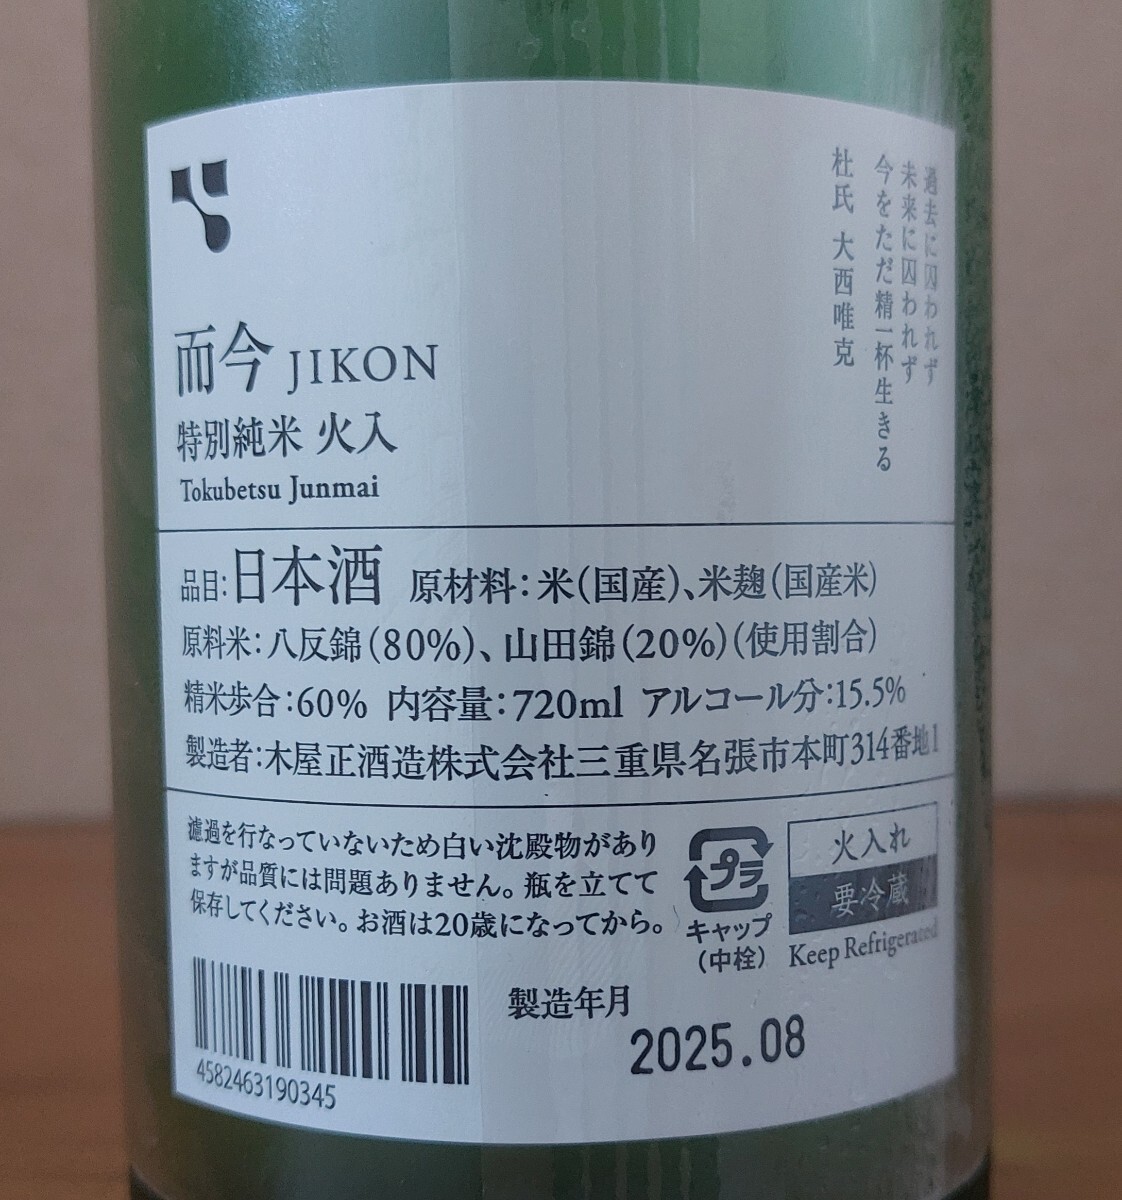 過去に囚われず
未来に囚われず
今をただ精一杯生きる
杜氏 大西唯克
而今 JIKON
特別純米 火入
Tokubetsu Junmai
品目:日本酒 原材料:米(国産)、米麹(国産米)
原料米:八反錦(80%)、山田錦(20%)(使用割合)
精米歩合:60% 内容量:720ml アルコール分:15.5%
製造者:木屋正酒造株式会社三重県名張市本町314番地1
濾過を行なっていないため白い沈殿物があり
ますが品質には問題ありません。瓶を立てて
保存してください。お酒は20歳になってから。
プラ
キャップ
(中栓)
火入れ
要冷蔵
Keep Refrigerated
製造年月
2025.08
4582463190345